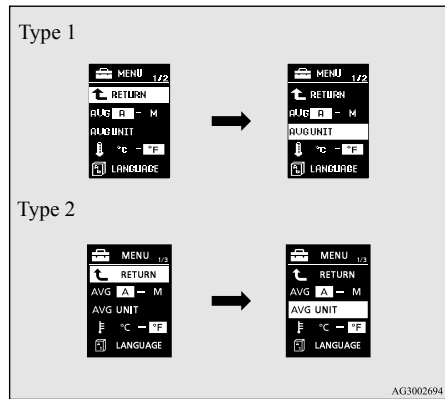 Type 1
MENU 1/2
RETURN
AVG A - M
AVG UNIT
°C - °F
LANGUAGE
MENU 1/2
RETURN
AVG A - M
AVG UNIT
°C - °F
LANGUAGE
Type 2
MENU 1/3
RETURN
AVG A - M
AVG UNIT
°C - °F
LANGUAGE
MENU 1/3
RETURN
AVG A - M
AVG UNIT
°C - °F
LANGUAGE
AG3002694